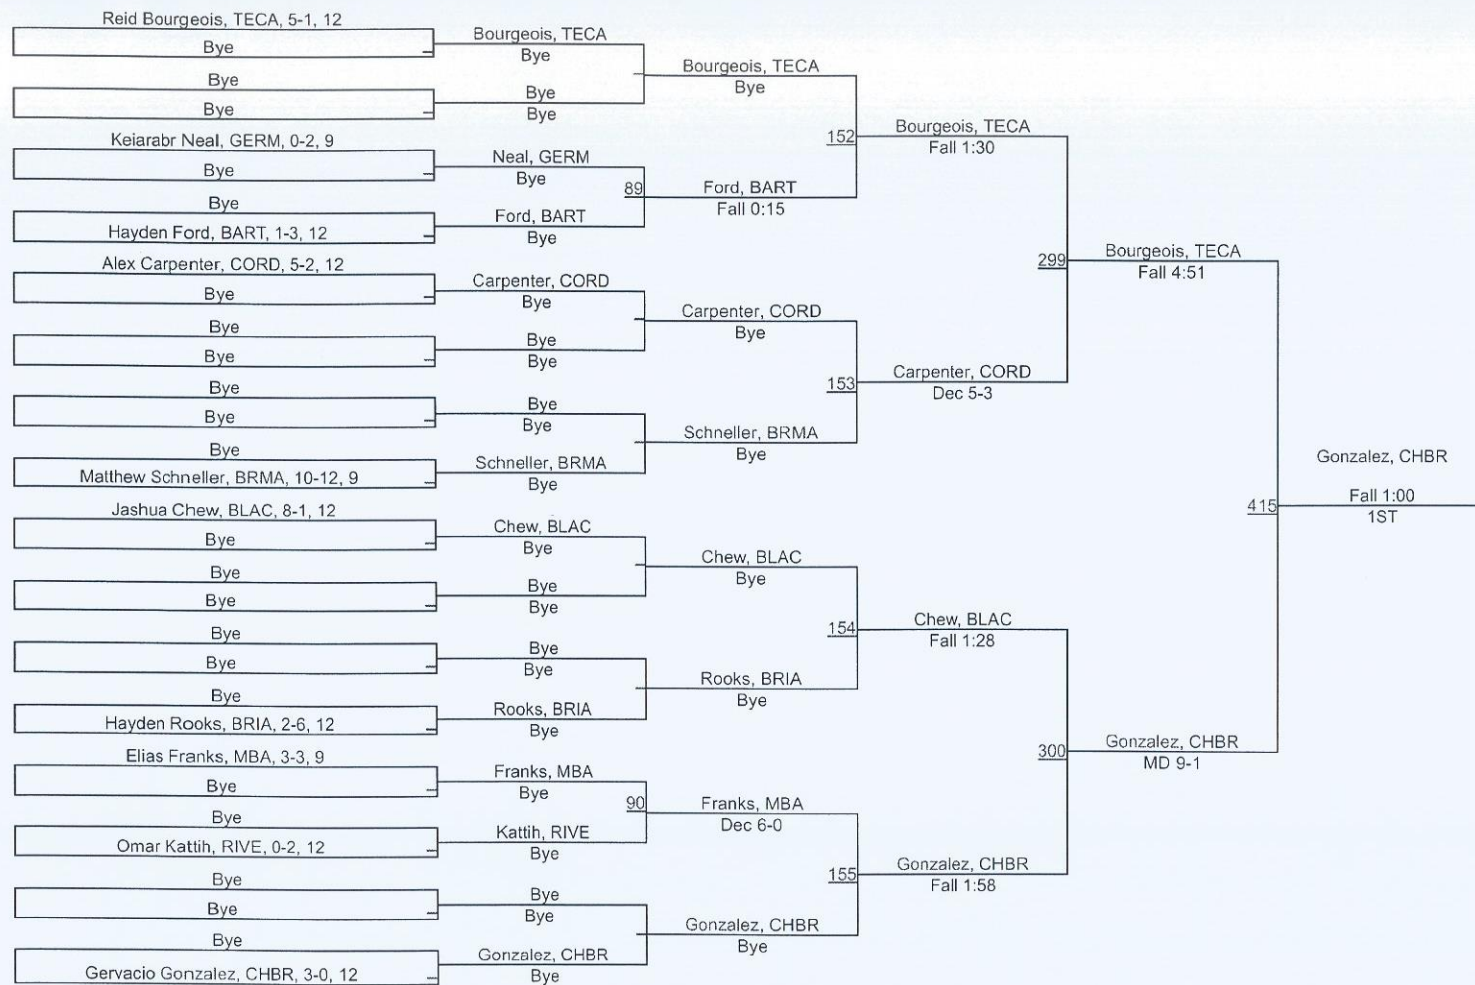 Reid Bourgeois, TECA, 5-1, 12
Bye
Bye
Bye
Keiarabr Neal, GERM, 0-2, 9
Bye
Bye
Hayden Ford, BART, 1-3, 12
Alex Carpenter, CORD, 5-2, 12
Bye
Bye
Bye
Bye
Bye
Bye
Matthew Schneller, BRMA, 10-12, 9
Jashua Chew, BLAC, 8-1, 12
Bye
Bye
Bye
Bye
Bye
Bye
Hayden Rooks, BRIA, 2-6, 12
Elias Franks, MBA, 3-3, 9
Bye
Bye
Omar Kattih, RIVE, 0-2, 12
Bye
Bye
Bye
Gervacio Gonzalez, CHBR, 3-0, 12
Bourgeois, TECA
Bye
Bye
Bye
Neal, GERM
Bye
89
Ford, BART
Bye
Carpenter, CORD
Bye
Bye
Bye
Bye
Bye
Schneller, BRMA
Bye
Chew, BLAC
Bye
Bye
Bye
Bye
Bye
Rooks, BRIA
Bye
Franks, MBA
Bye
90
Kattih, RIVE
Bye
Bye
Bye
Gonzalez, CHBR
Bye
Bourgeois, TECA
Bye
152
Ford, BART
Fall 0:15
Carpenter, CORD
Bye
153
Schneller, BRMA
Bye
Chew, BLAC
Bye
154
Rooks, BRIA
Bye
Franks, MBA
Dec 6-0
155
Gonzalez, CHBR
Bye
Bourgeois, TECA
Fall 1:30
299
Carpenter, CORD
Dec 5-3
Chew, BLAC
Fall 1:28
300
Gonzalez, CHBR
Fall 1:58
Bourgeois, TECA
Fall 4:51
415
Gonzalez, CHBR
MD 9-1
Gonzalez, CHBR
Fall 1:00
1ST